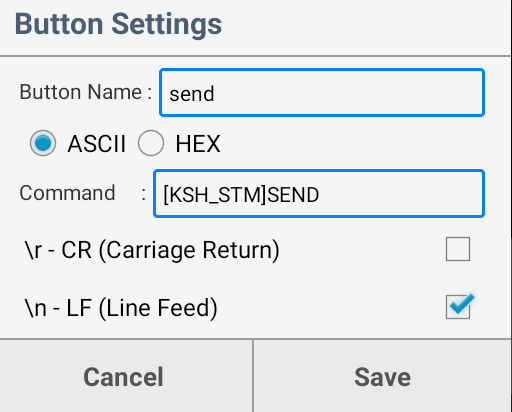 Button Settings
Button Name : send
ASCII HEX
Command : [KSH_STM]SEND
\r - CR (Carriage Return)
\n - LF (Line Feed)
Cancel Save